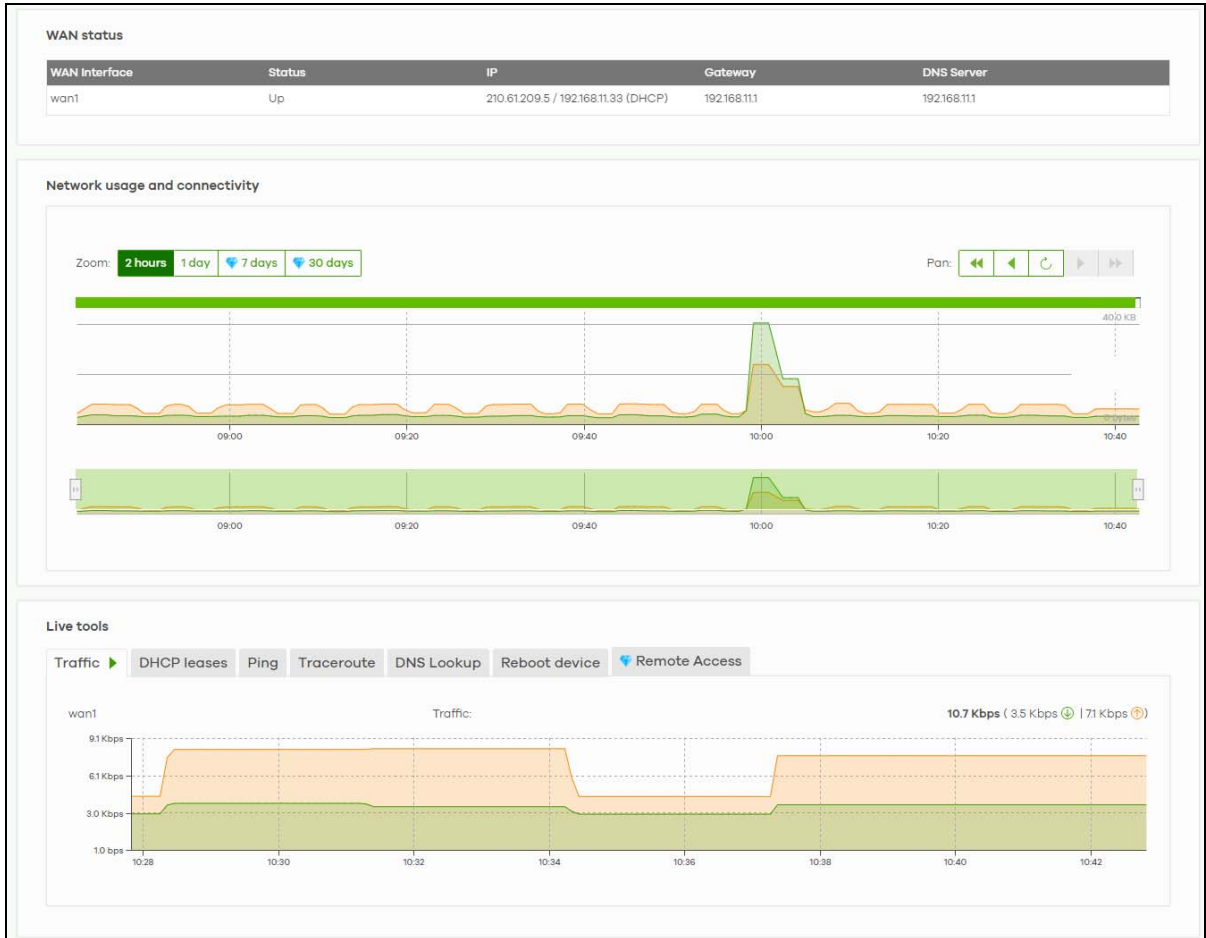 WAN status
WAN Interface Status IP Gateway DNS Server
wan1 Up 210.61.209.5 / 192.168.11.33 (DHCP) 192.168.11.1 192.168.11.1
Network usage and connectivity
Zoom: 2 hours 1 day 7 days 30 days Pan:
40.0 KB
0 bytes
09:00 09:20 09:40 10:00 10:20 10:40
09:00 09:20 09:40 10:00 10:20 10:40
Live tools
Traffic DHCP leases Ping Traceroute DNS Lookup Reboot device Remote Access
wan1 Traffic: 10.7 Kbps ( 3.5 Kbps | 7.1 Kbps )
9.1 Kbps
6.1 Kbps
3.0 Kbps
1.0 bps
10:28 10:30 10:32 10:34 10:36 10:38 10:40 10:42